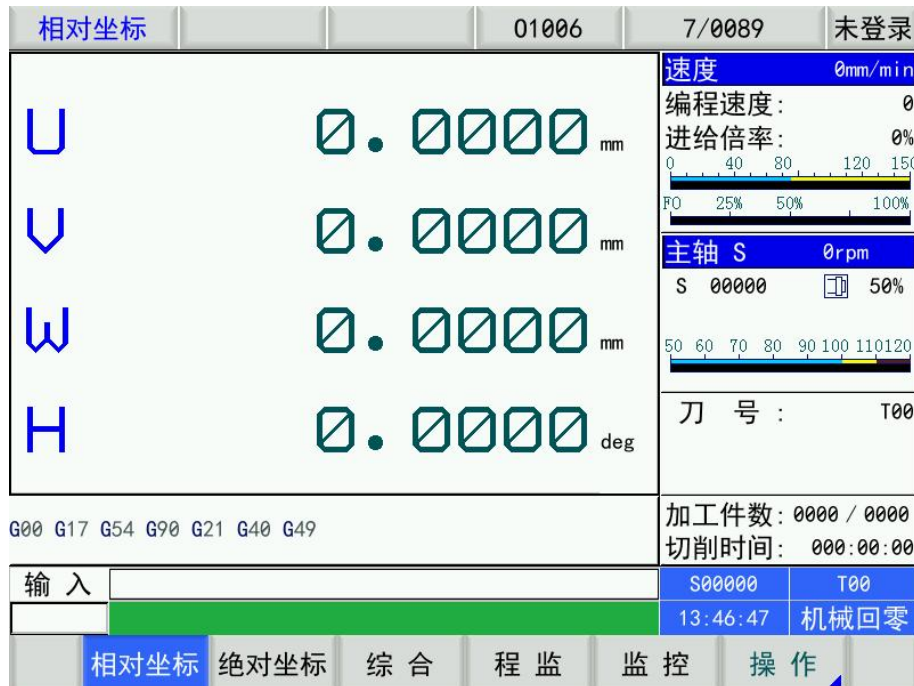 相对坐标 O1006 7/0089 未登录
U 0.0000 mm
V 0.0000 mm
W 0.0000 mm
H 0.0000 deg
速度 0mm/min
编程速度: 0
进给倍率: 0%
0 40 80 120 150
F0 25% 50% 100%
主轴 S 0rpm
S 00000 50%
50 60 70 80 90 100 110120
刀 号 : T00
G00 G17 G54 G90 G21 G40 G49
加工件数: 0000 / 0000
切削时间: 000:00:00
输 入
S00000 T00
13:46:47 机械回零
相对坐标 绝对坐标 综 合 程 监 监 控 操 作